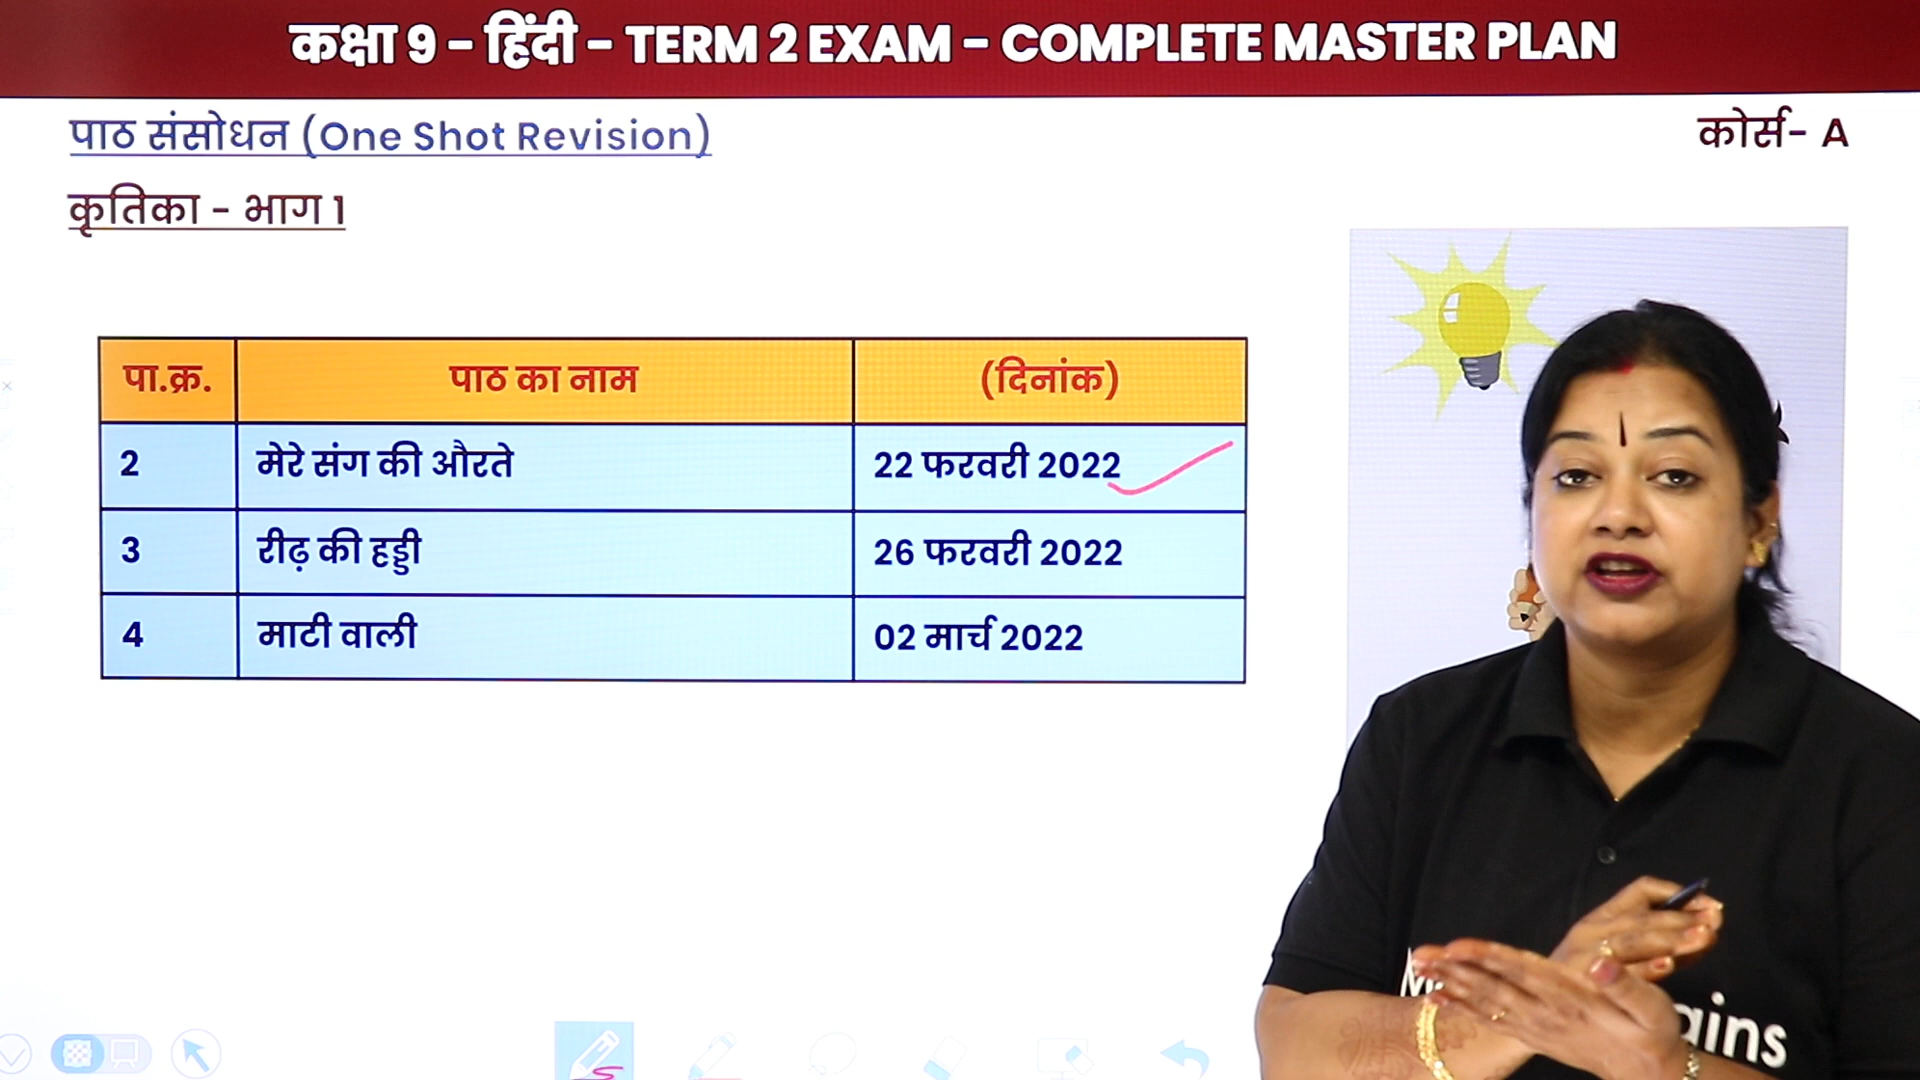 कक्षा 9 - हिंदी - TERM 2 EXAM - COMPLETE MASTER PLAN
पाठ संसोधन (One Shot Revision)
कोर्स- A
कृतिका - भाग 1
पा.क्र. पाठ का नाम (दिनांक)
2 मेरे संग की औरते 22 फरवरी 2022
3 रीढ़ की हड्डी 26 फरवरी 2022
4 माटी वाली 02 मार्च 2022